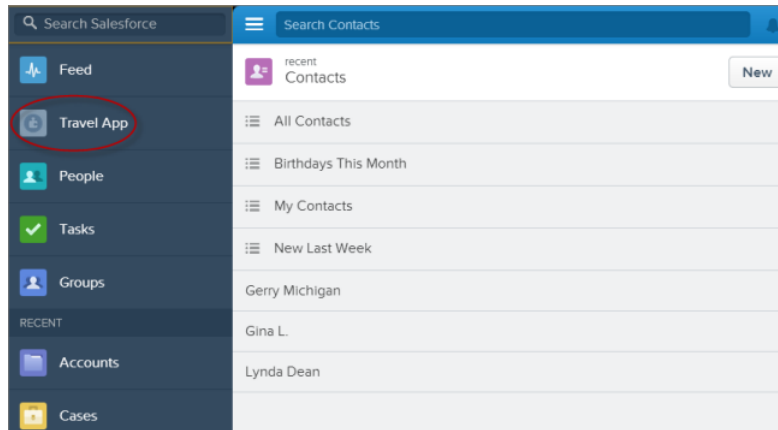 Search Salesforce
Feed
Travel App
People
Tasks
Groups
RECENT
Accounts
Cases
Search Contacts
recent
Contacts
New
All Contacts
Birthdays This Month
My Contacts
New Last Week
Gerry Michigan
Gina L.
Lynda Dean